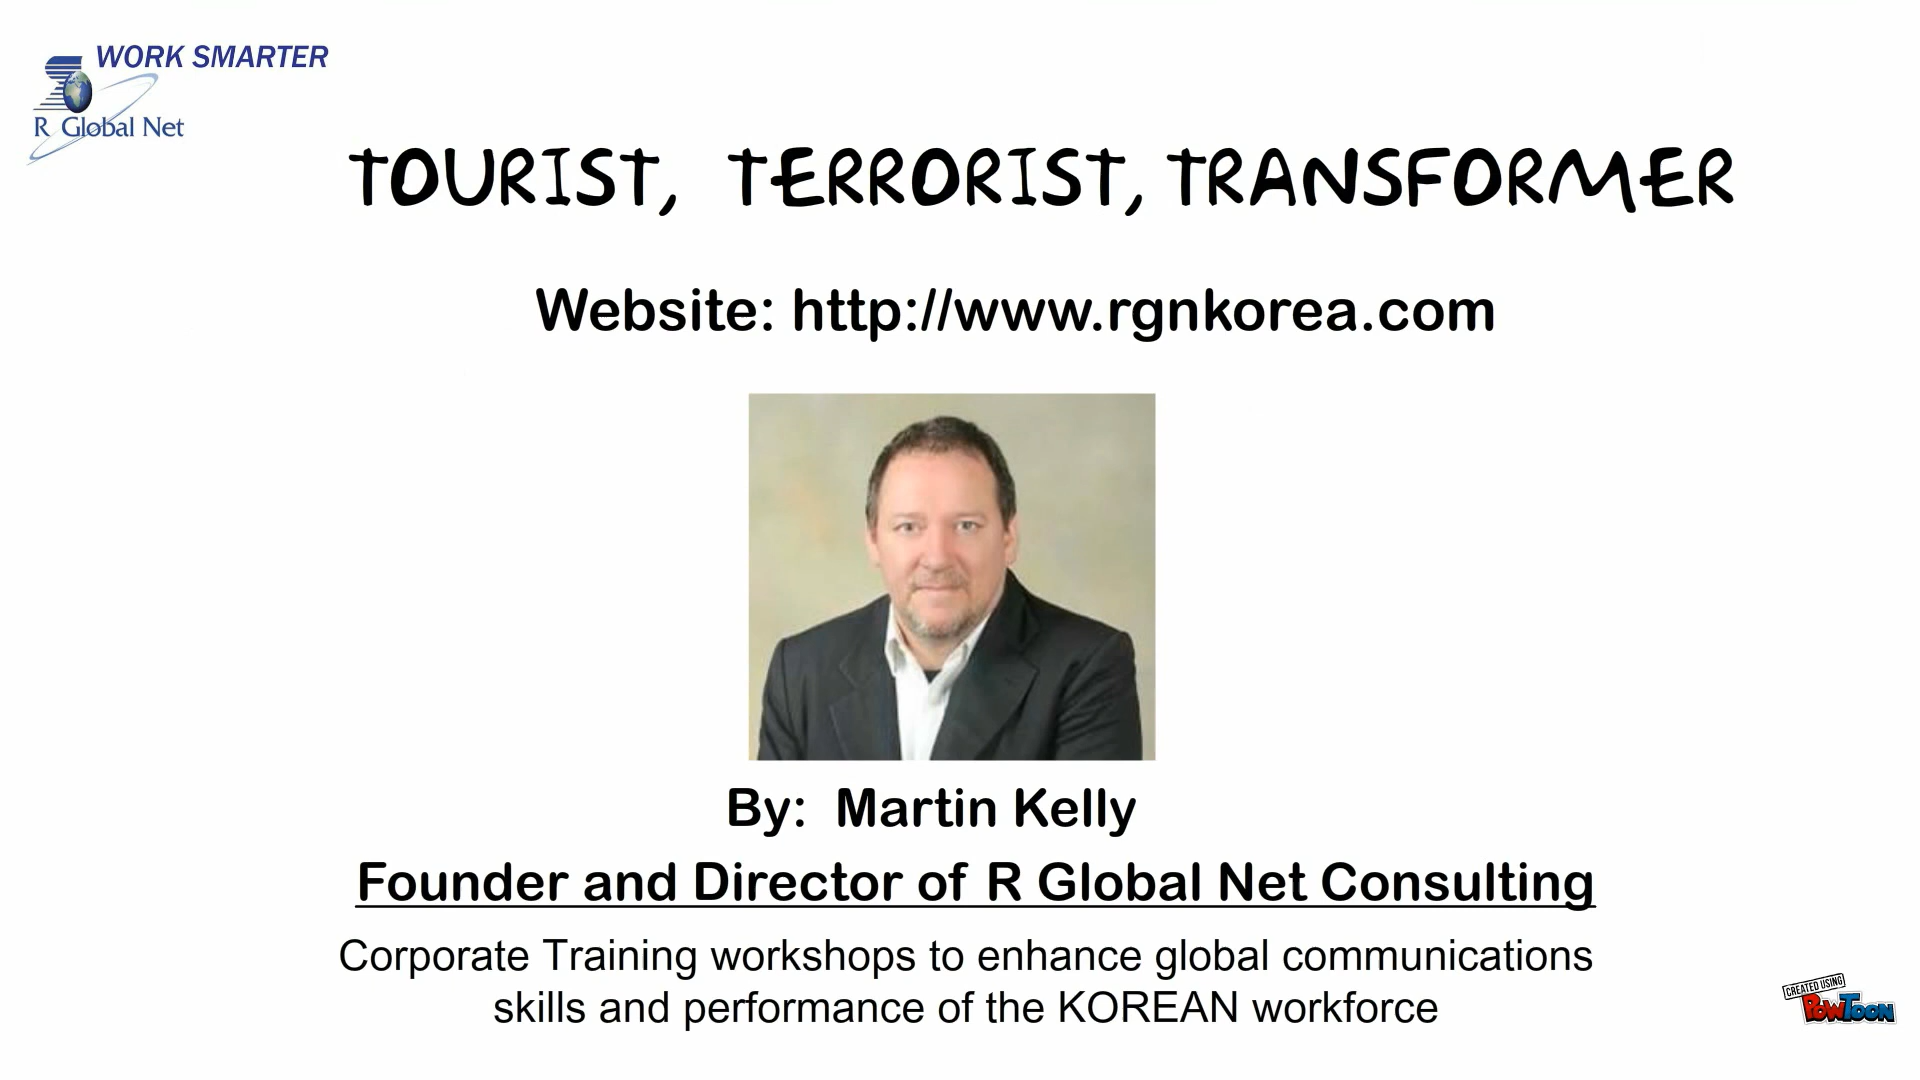 WORK SMARTER
R Global Net
TOURIST, TERRORIST, TRANSFORMER
Website: http://www.rgnkorea.com
By: Martin Kelly
Founder and Director of R Global Net Consulting
Corporate Training workshops to enhance global communications
skills and performance of the KOREAN workforce
CREATED USING
POWTOON